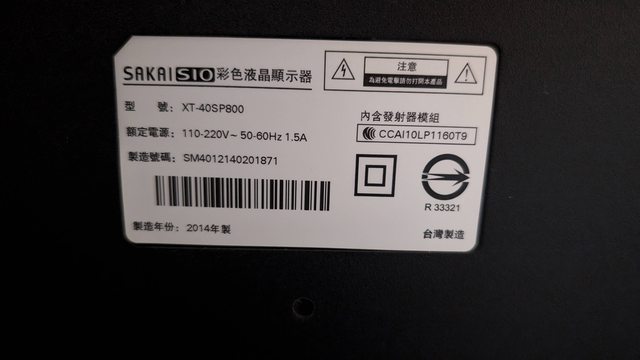 SAKAISIO 彩色液晶顯示器
型 號: XT-40SP800
額定電源: 110-220V~ 50-60Hz 1.5A
製造號碼: SM4012140201871
製造年份: 2014年製
注意
為避免電擊請勿打開本產品
內含發射器模組
CCAI10LP1160T9
R 33321
台灣製造